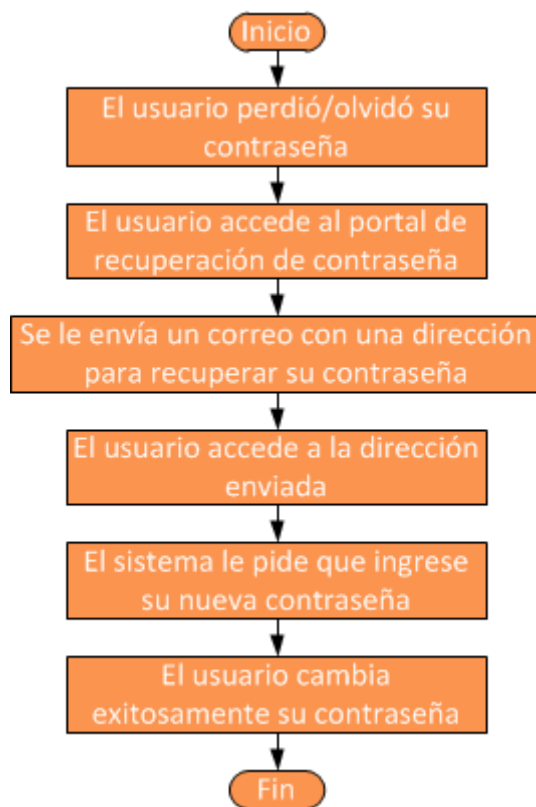 Inicio
El usuario perdió/olvidó su
contraseña
El usuario accede al portal de
recuperación de contraseña
Se le envía un correo con una dirección
para recuperar su contraseña
El usuario accede a la dirección
enviada
El sistema le pide que ingrese
su nueva contraseña
El usuario cambia
exitosamente su contraseña
Fin